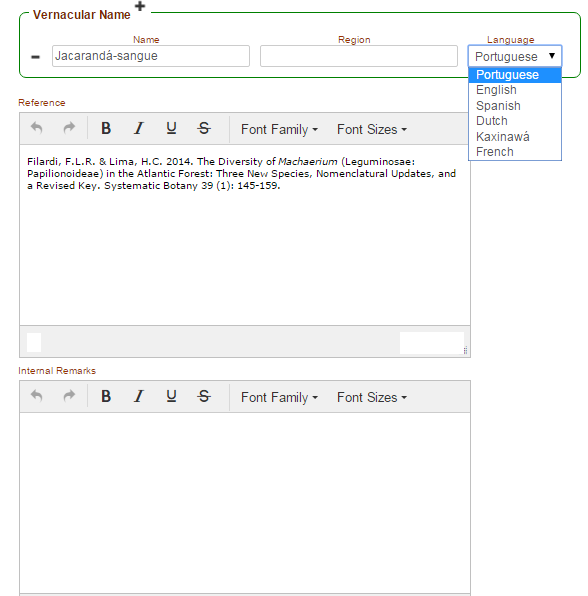 Vernacular Name
Name Region Language
Jacarandá-sangue Portuguese
Portuguese
English
Spanish
Dutch
Kaxinawá
French
Reference
B I U S Font Family Font Sizes
Filardi, F.L.R. & Lima, H.C. 2014. The Diversity of Machaerium (Leguminosae:
Papilionoideae) in the Atlantic Forest: Three New Species, Nomenclatural Updates, and
a Revised Key. Systematic Botany 39 (1): 145-159.
Internal Remarks
B I U S Font Family Font Sizes